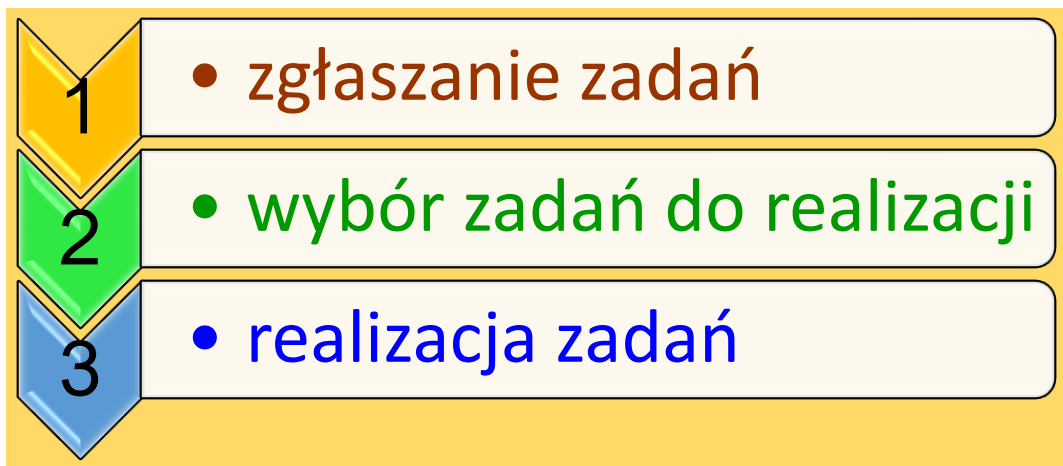 1 • zgłaszanie zadań
2 • wybór zadań do realizacji
3 • realizacja zadań